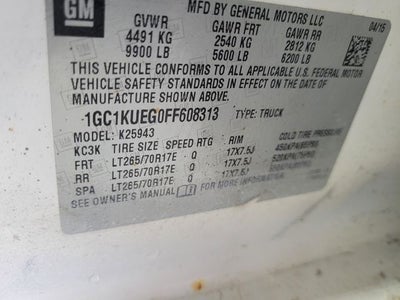 GM
MFD BY GENERAL MOTORS LLC
04/15
GVWR GAWR FRT GAWR RR
4491 KG 2540 KG 2812 KG
9900 LB 5600 LB 6200 LB
THIS VEHICLE CONFORMS TO ALL APPLICABLE U.S. FEDERAL MOTOR
VEHICLE SAFETY STANDARDS IN EFFECT ON THE DATE OF
MANUFACTURE SHOWN ABOVE.
1GC1KUEG0FF608313 TYPE: TRUCK
MODEL: K25943
KC3K TIRE SIZE SPEED RTG RIM COLD TIRE PRESSURE
FRT LT265/70R17E Q 17X7.5J
RR LT265/70R17E Q 17X7.5J
SPA LT265/70R17E Q 17X7.5J
SEE OWNER'S MANUAL FOR MORE INFORMATION.